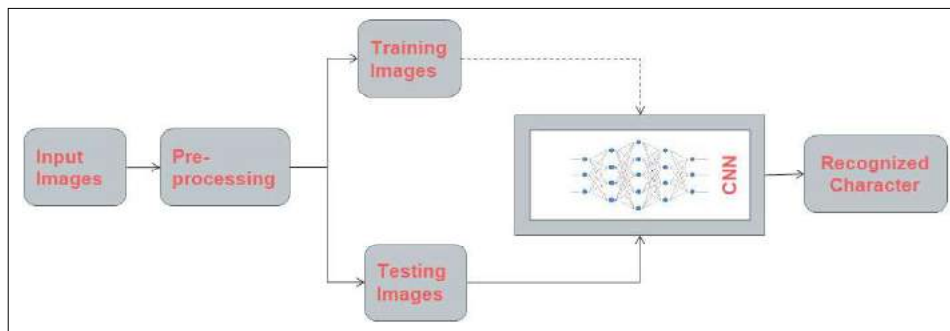 Input
Images
Pre-
processing
Training
Images
Testing
Images
CNN
Recognized
Character